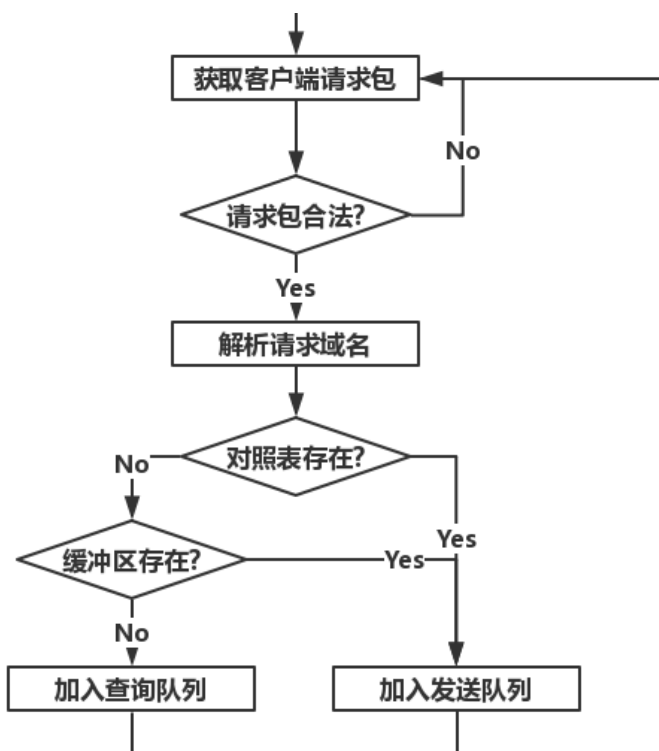 获取客户端请求包
No
请求包合法?
Yes
解析请求域名
对照表存在?
No
Yes
缓冲区存在?
Yes
No
加入查询队列
加入发送队列